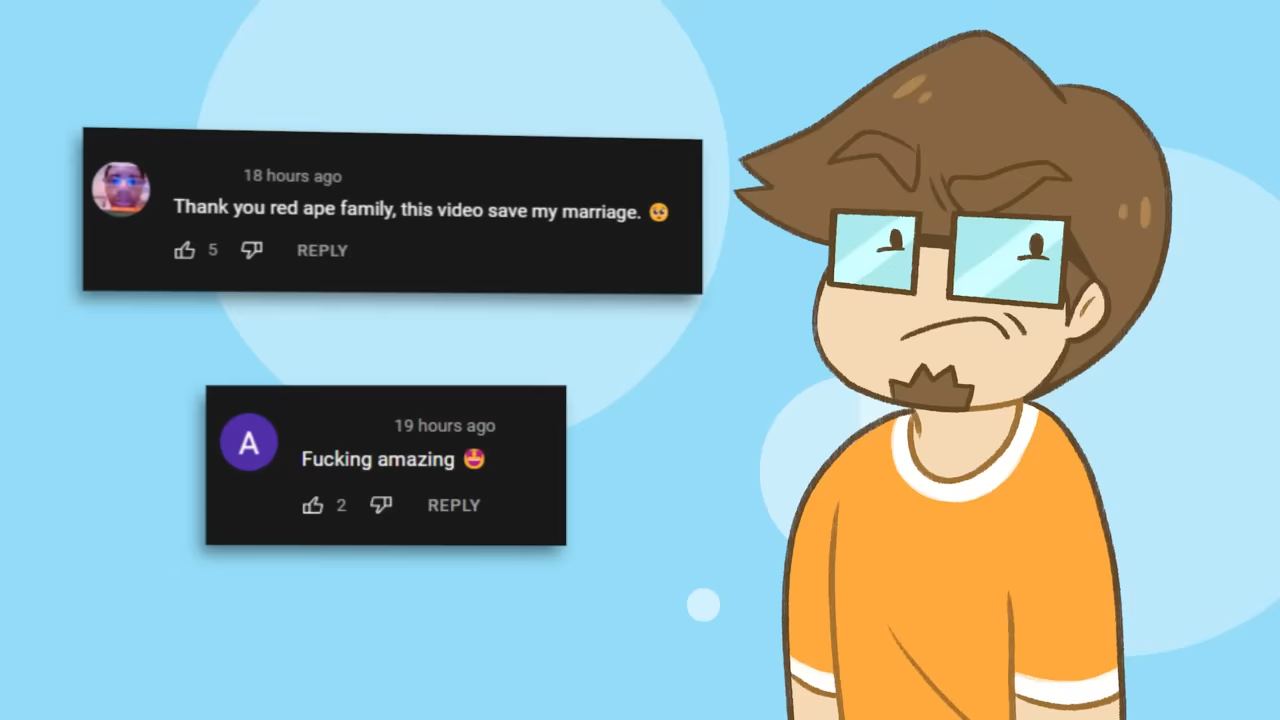 18 hours ago
Thank you red ape family, this video save my marriage. 🥺
5 REPLY
A
19 hours ago
Fucking amazing 🤩
2 REPLY